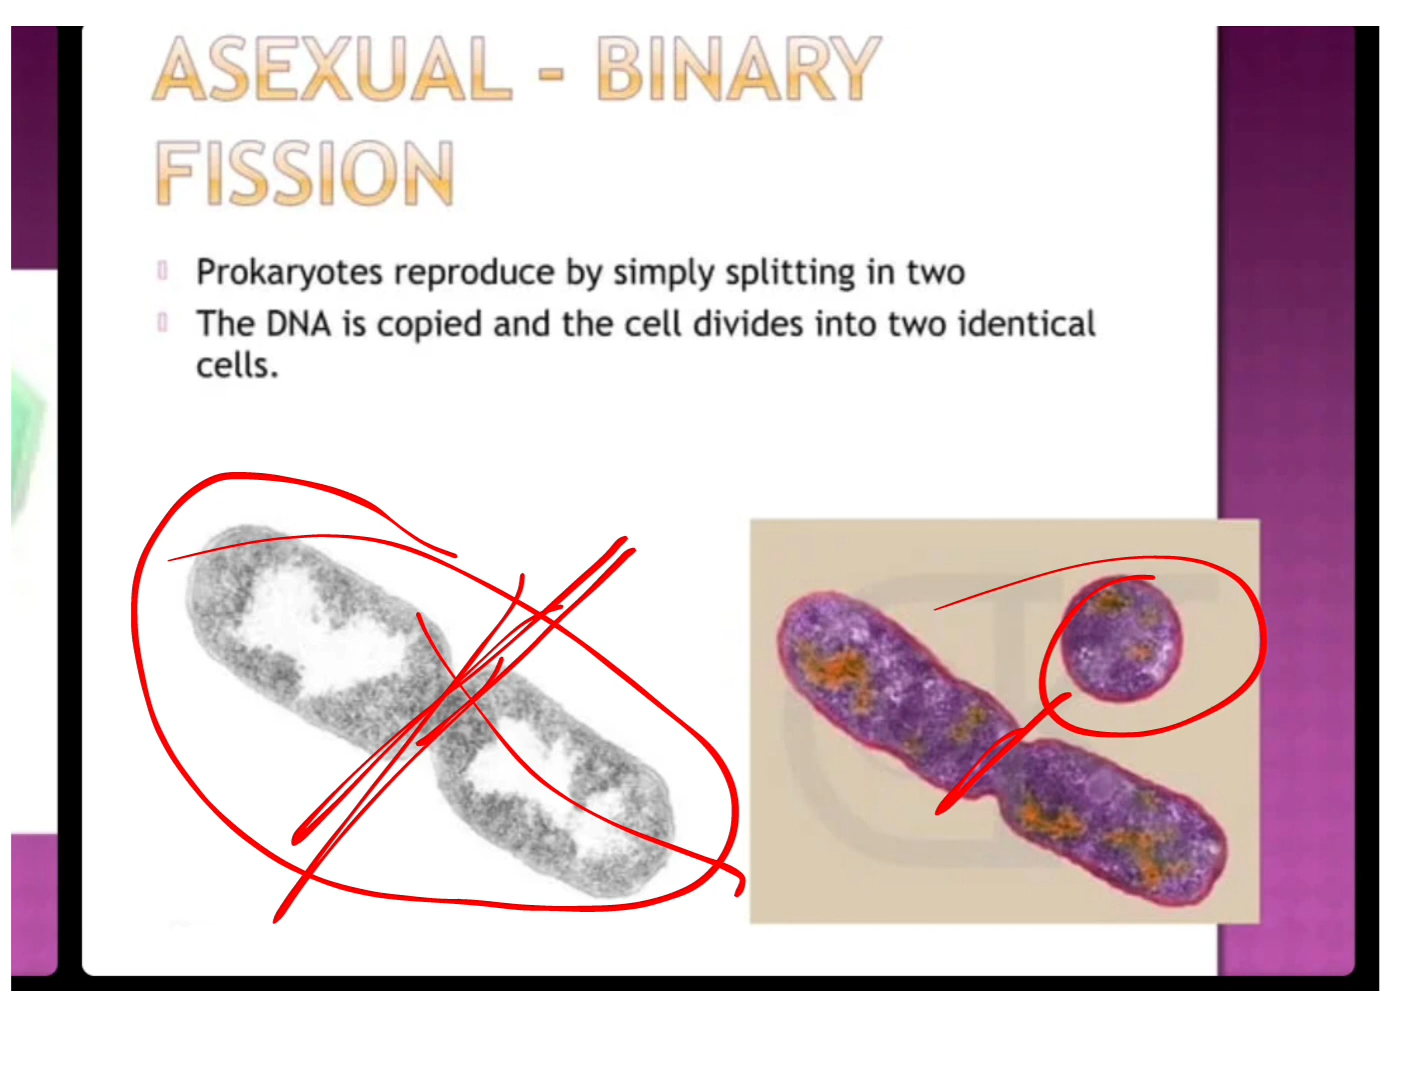 ASEXUAL - BINARY
FISSION
Prokaryotes reproduce by simply splitting in two
The DNA is copied and the cell divides into two identical
cells.